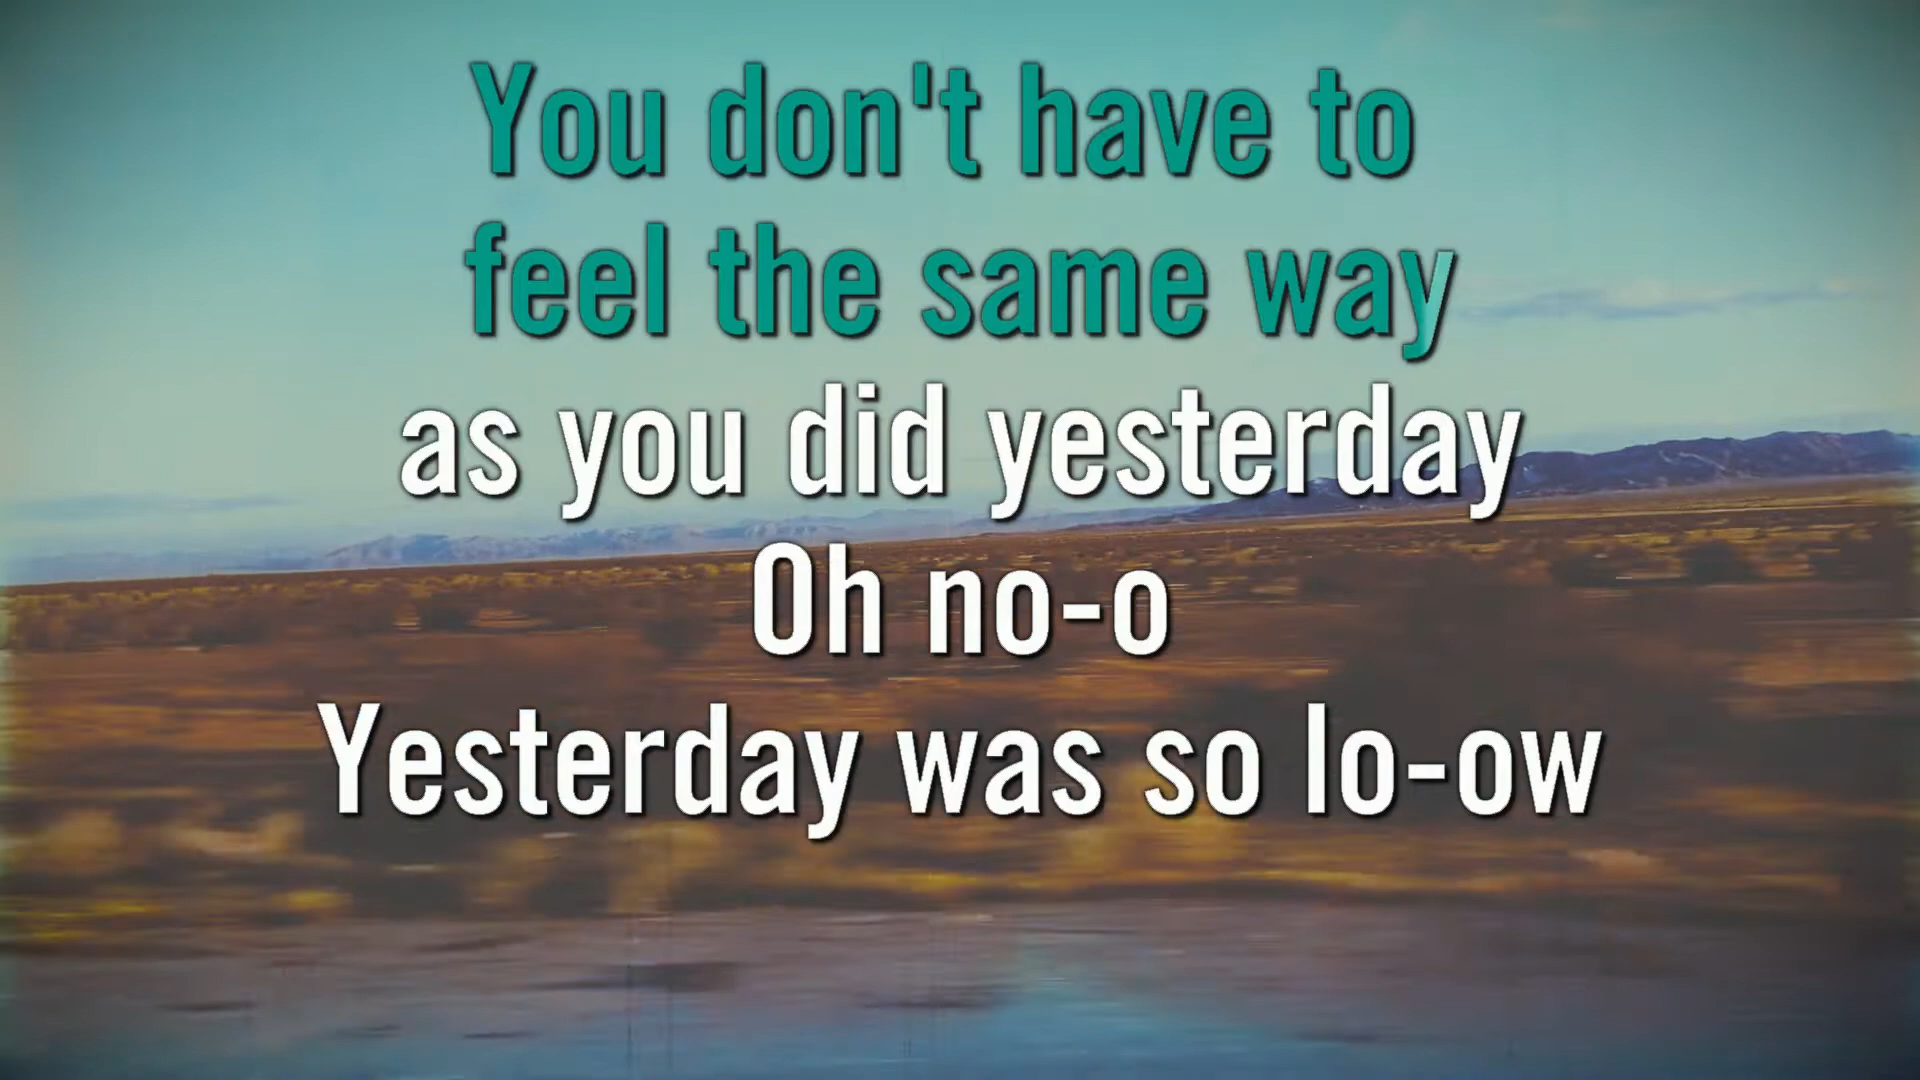 You don't have to
feel the same way
as you did yesterday
Oh no-o
Yesterday was so lo-ow